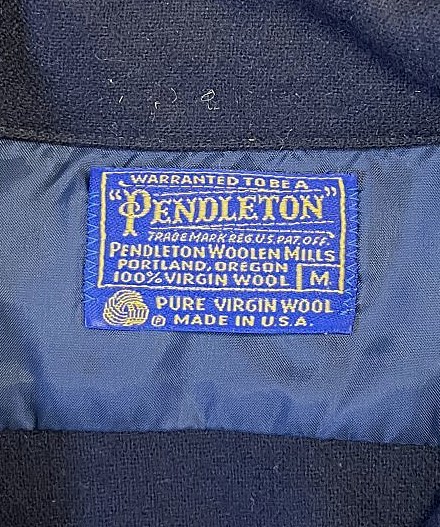 WARRANTED TO BE A
"PENDLETON"
TRADE MARK REG. U.S. PAT. OFF.
PENDLETON WOOLEN MILLS
PORTLAND, OREGON
100% VIRGIN WOOL M
PURE VIRGIN WOOL
℗ MADE IN U.S.A.